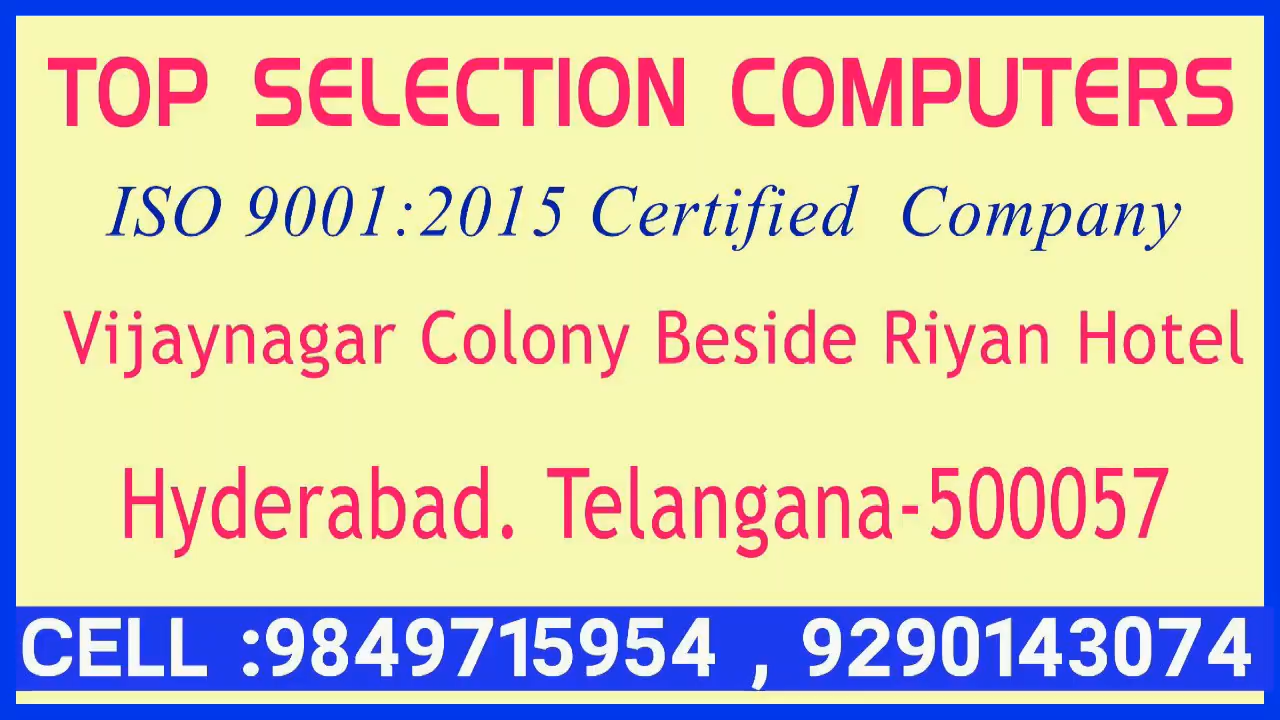 TOP SELECTION COMPUTERS
ISO 9001:2015 Certified Company
Vijaynagar Colony Beside Riyan Hotel
Hyderabad. Telangana-500057
CELL :9849715954 , 9290143074